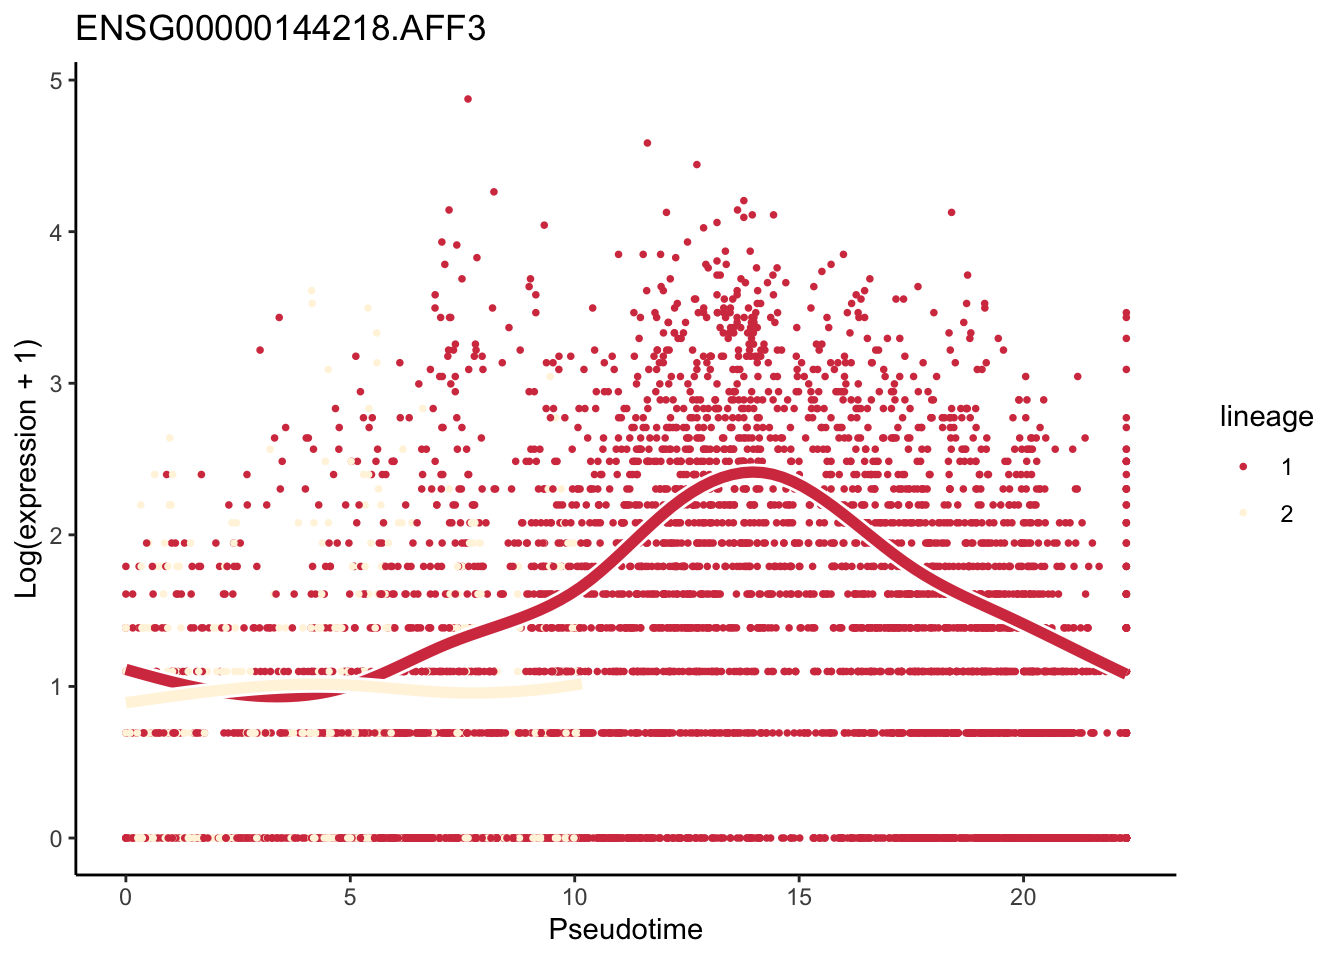 ENSG00000144218.AFF3
5
4
3
2
1
0
Log(expression + 1)
0 5 10 15 20
Pseudotime
lineage
1
2